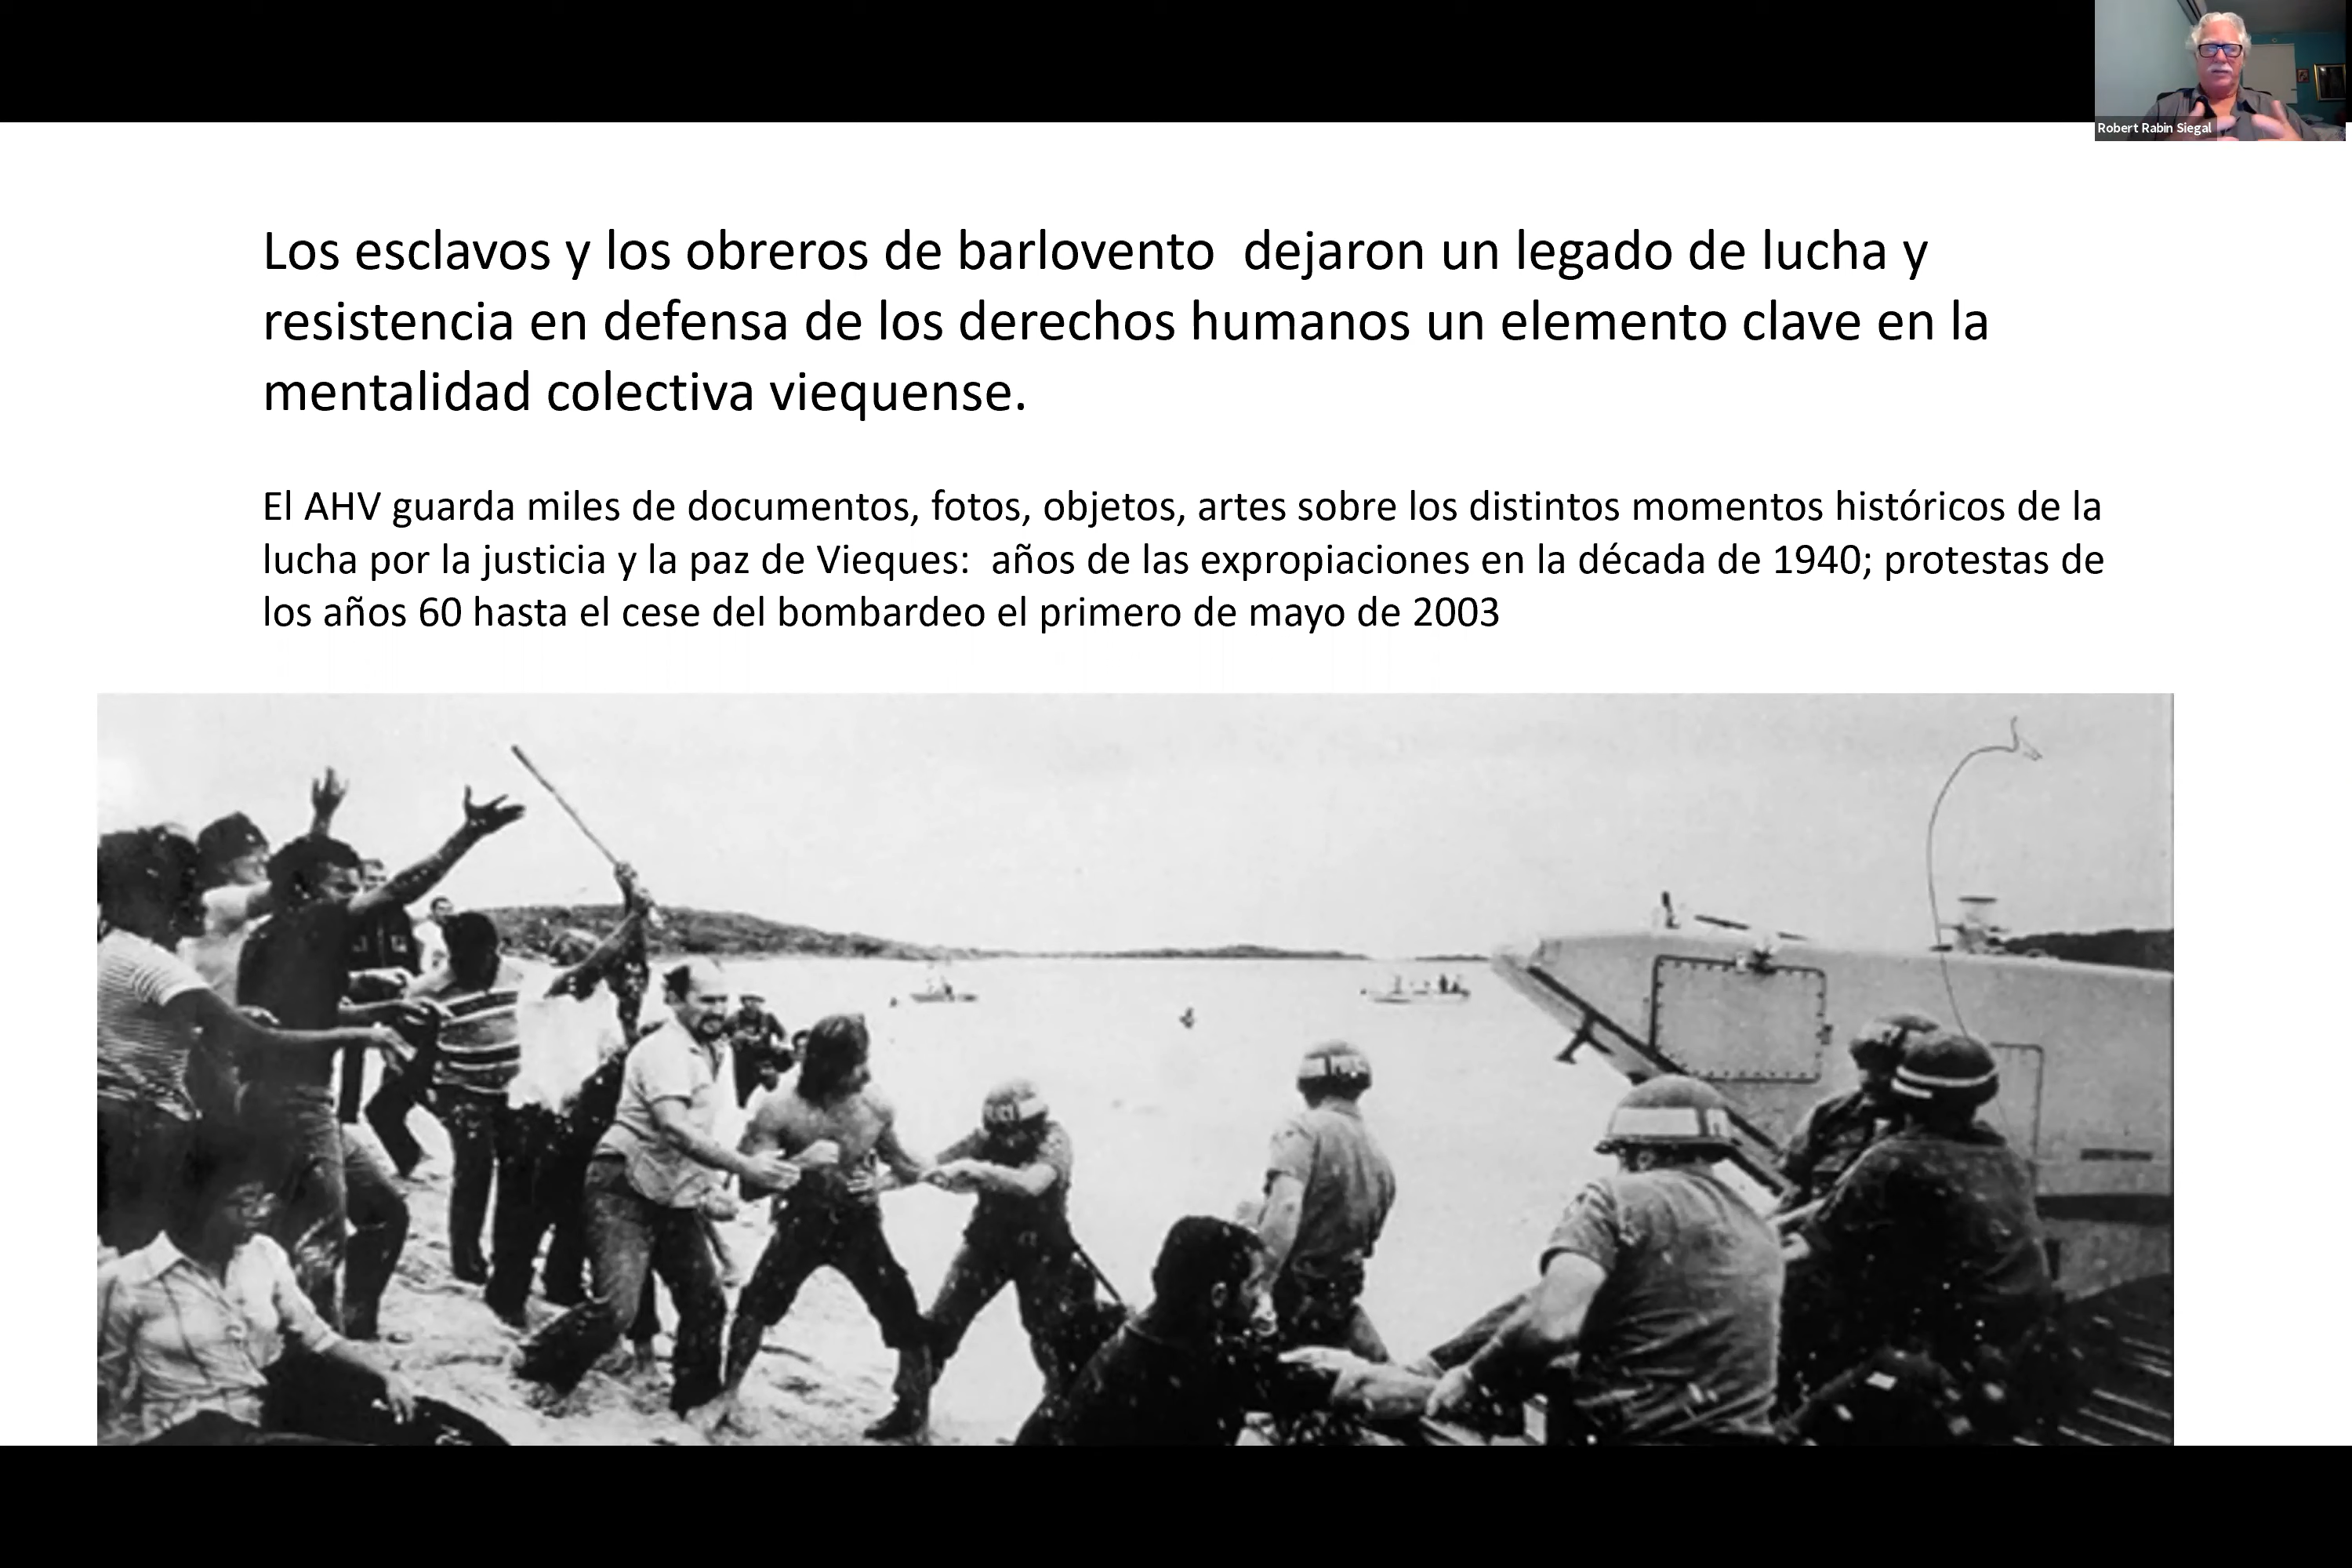 Robert Rabin Siegal
Los esclavos y los obreros de barlovento  dejaron un legado de lucha y
resistencia en defensa de los derechos humanos un elemento clave en la
mentalidad colectiva viequense.
El AHV guarda miles de documentos, fotos, objetos, artes sobre los distintos momentos históricos de la
lucha por la justicia y la paz de Vieques:  años de las expropiaciones en la década de 1940; protestas de
los años 60 hasta el cese del bombardeo el primero de mayo de 2003